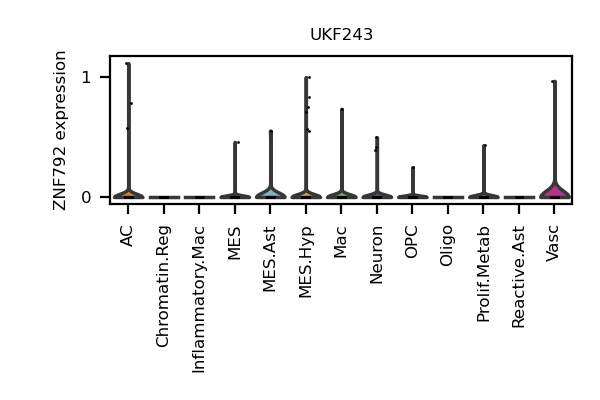 UKF243
ZNF792 expression
1
0
AC
Chromatin.Reg
Inflammatory.Mac
MES
MES.Ast
MES.Hyp
Mac
Neuron
OPC
Oligo
Prolif.Metab
Reactive.Ast
Vasc